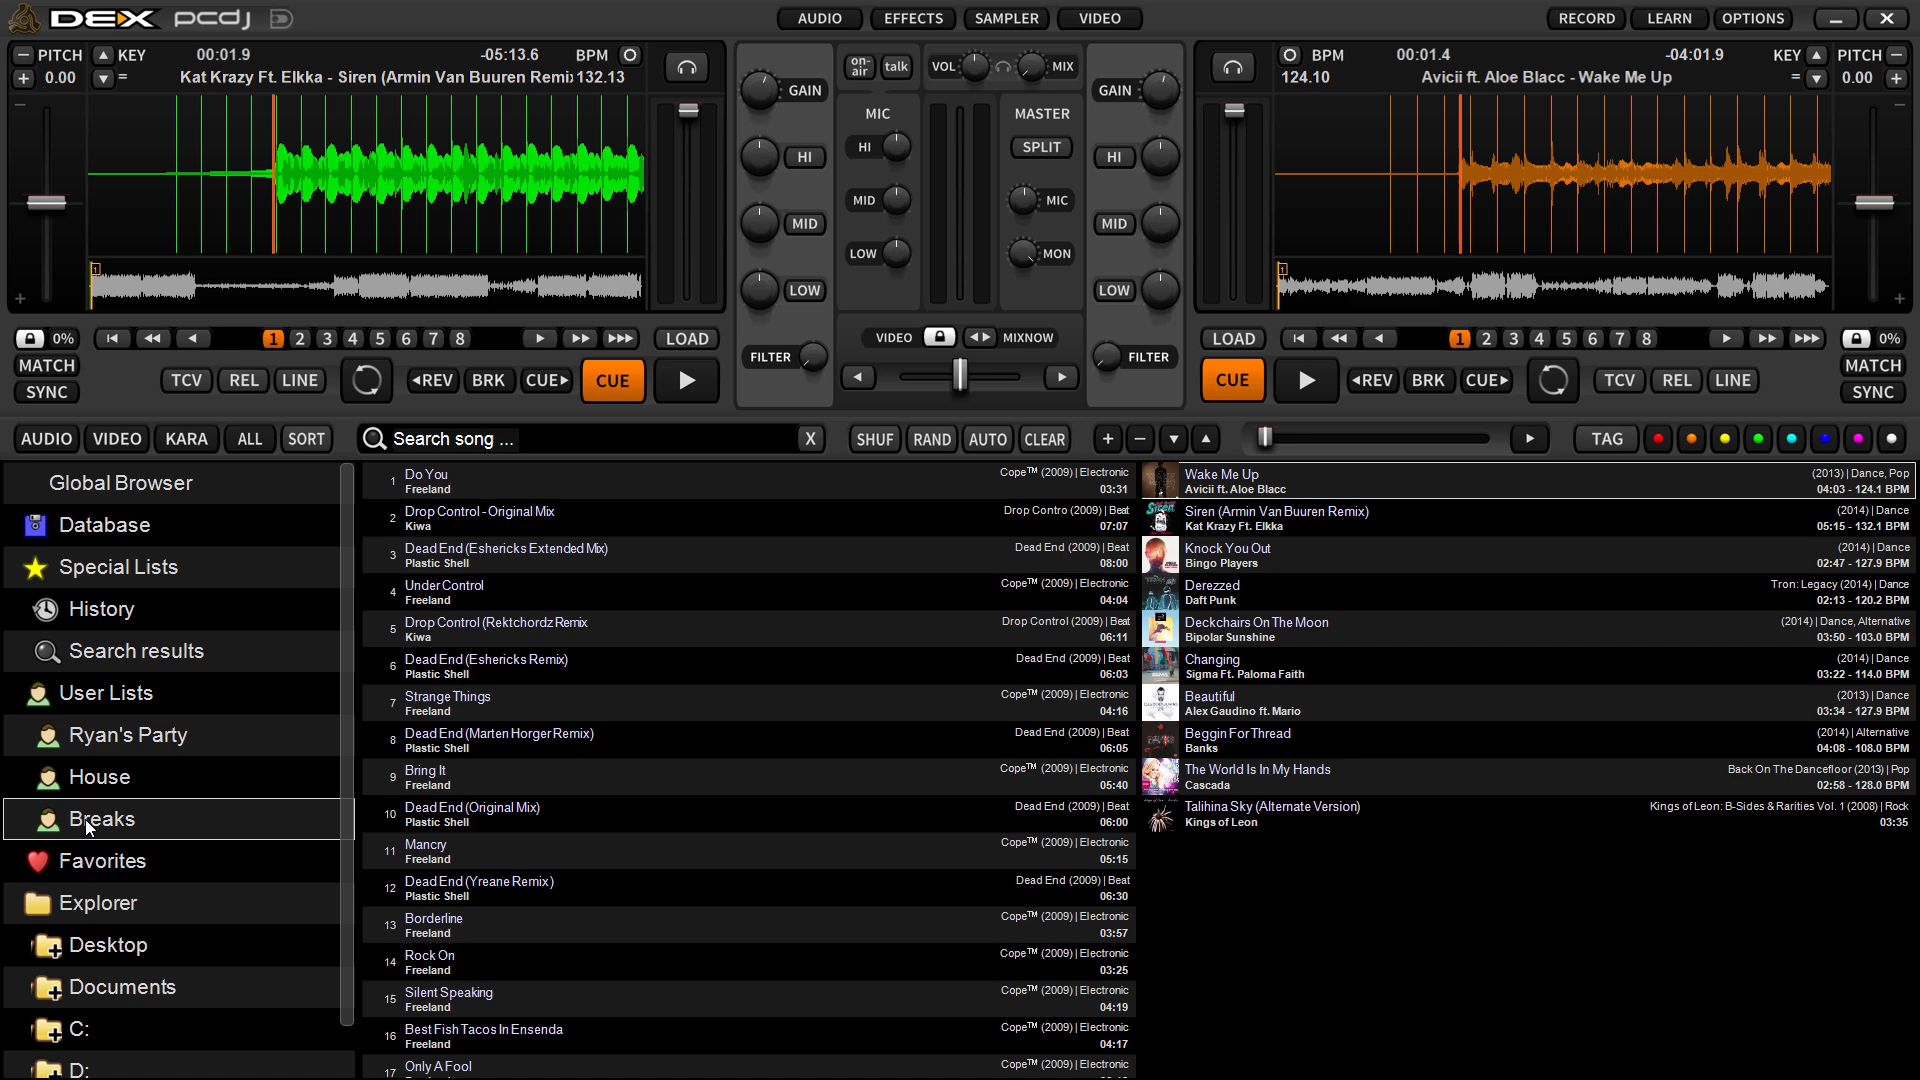 DEX pcdj
AUDIO EFFECTS SAMPLER VIDEO
RECORD LEARN OPTIONS
PITCH KEY 00:01.9 -05:13.6 BPM
0.00 = Kat Krazy Ft. Elkka - Siren (Armin Van Buuren Remix 132.13
1
0%
1 2 3 4 5 6 7 8
LOAD
MATCH
SYNC
TCV REL LINE
◄REV BRK CUE► CUE
GAIN
HI
MID
LOW
FILTER
on-air talk
VOL MIX
MIC
HI
MID
LOW
MASTER
SPLIT
MIC
MON
VIDEO MIXNOW
GAIN
HI
MID
LOW
FILTER
BPM 00:01.4 -04:01.9 KEY PITCH
124.10 Avicii ft. Aloe Blacc - Wake Me Up = 0.00
1
LOAD
1 2 3 4 5 6 7 8
0%
MATCH
SYNC
CUE ◄REV BRK CUE►
TCV REL LINE
AUDIO VIDEO KARA ALL SORT
Search song ... X
SHUF RAND AUTO CLEAR
TAG
Global Browser
Database
Special Lists
History
Search results
User Lists
Ryan's Party
House
Breaks
Favorites
Explorer
Desktop
Documents
C:
D:
1 Do You Cope™ (2009) | Electronic
Freeland 03:31
2 Drop Control - Original Mix Drop Contro (2009) | Beat
Kiwa 07:07
3 Dead End (Eshericks Extended Mix) Dead End (2009) | Beat
Plastic Shell 08:00
4 Under Control Cope™ (2009) | Electronic
Freeland 04:04
5 Drop Control (Rektchordz Remix Drop Control (2009) | Beat
Kiwa 06:11
6 Dead End (Eshericks Remix) Dead End (2009) | Beat
Plastic Shell 06:03
7 Strange Things Cope™ (2009) | Electronic
Freeland 04:16
8 Dead End (Marten Horger Remix) Dead End (2009) | Beat
Plastic Shell 06:05
9 Bring It Cope™ (2009) | Electronic
Freeland 05:40
10 Dead End (Original Mix) Dead End (2009) | Beat
Plastic Shell 06:00
11 Mancry Cope™ (2009) | Electronic
Freeland 05:15
12 Dead End (Yreane Remix) Dead End (2009) | Beat
Plastic Shell 06:30
13 Borderline Cope™ (2009) | Electronic
Freeland 03:57
14 Rock On Cope™ (2009) | Electronic
Freeland 03:25
15 Silent Speaking Cope™ (2009) | Electronic
Freeland 04:19
16 Best Fish Tacos In Ensenda Cope™ (2009) | Electronic
Freeland 04:17
17 Only A Fool Cope™ (2009) | Electronic
Wake Me Up (2013) | Dance, Pop
Avicii ft. Aloe Blacc 04:03 - 124.1 BPM
Siren (Armin Van Buuren Remix) (2014) | Dance
Kat Krazy Ft. Elkka 05:15 - 132.1 BPM
Knock You Out (2014) | Dance
Bingo Players 02:47 - 127.9 BPM
Derezzed Tron: Legacy (2014) | Dance
Daft Punk 02:13 - 120.2 BPM
Deckchairs On The Moon (2014) | Dance, Alternative
Bipolar Sunshine 03:50 - 103.0 BPM
Changing (2014) | Dance
Sigma Ft. Paloma Faith 03:22 - 114.0 BPM
Beautiful (2013) | Dance
Alex Gaudino ft. Mario 03:34 - 127.9 BPM
Beggin For Thread (2014) | Alternative
Banks 04:08 - 108.0 BPM
The World Is In My Hands Back On The Dancefloor (2013) | Pop
Cascada 02:58 - 128.0 BPM
Talihina Sky (Alternate Version) Kings of Leon: B-Sides & Rarities Vol. 1 (2008) | Rock
Kings of Leon 03:35